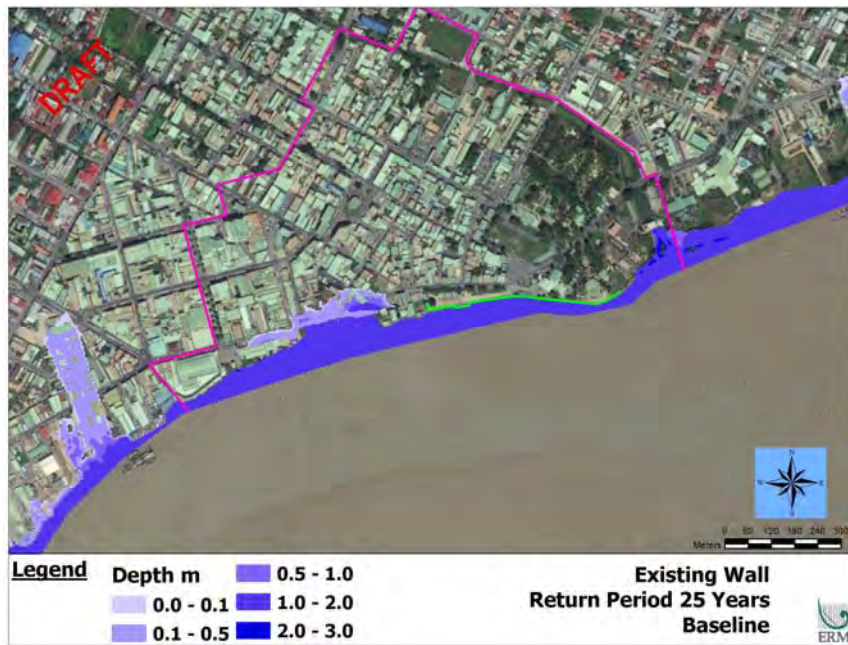 DRAFT
N
W E
S
0 60 120 180 240 300
Meters
Legend
Depth m
0.0 - 0.1
0.1 - 0.5
0.5 - 1.0
1.0 - 2.0
2.0 - 3.0
Existing Wall
Return Period 25 Years
Baseline
ERM